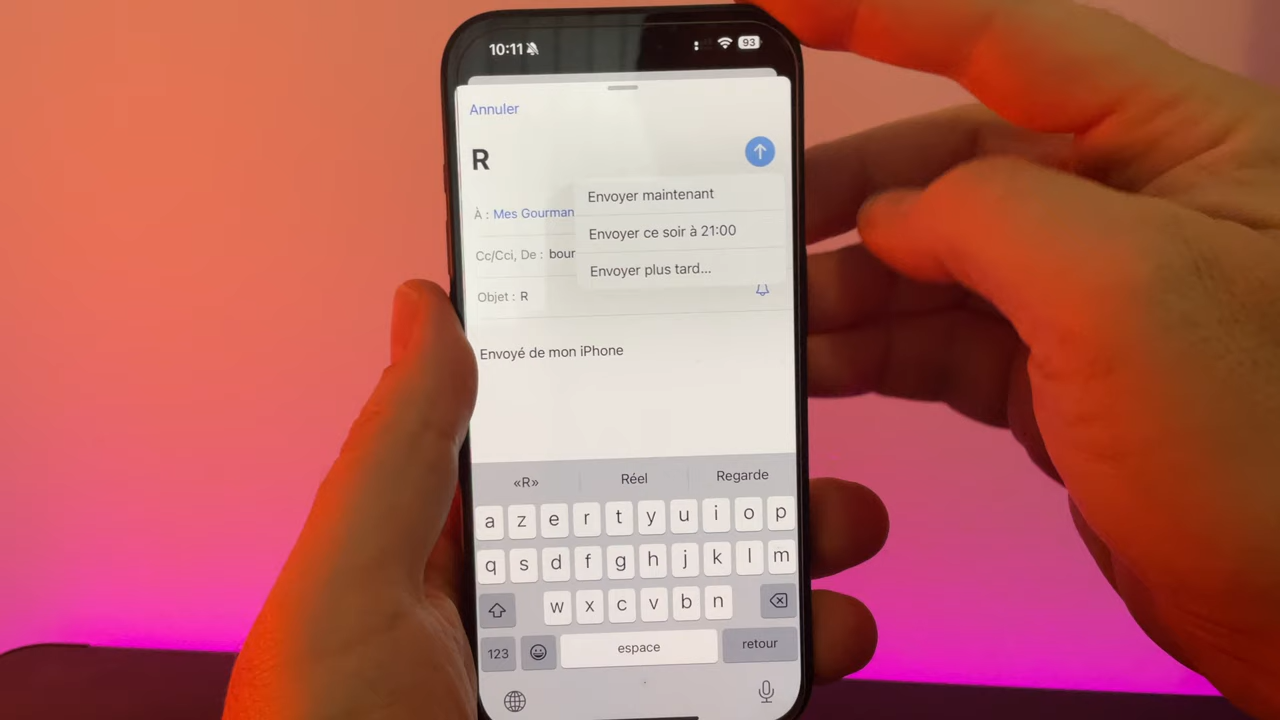 10:11
93
Annuler
R
Envoyer maintenant
À : Mes Gourman
Envoyer ce soir à 21:00
Cc/Cci, De : bour
Envoyer plus tard...
Objet : R
Envoyé de mon iPhone
«R» Réel Regarde
a z e r t y u i o p
q s d f g h j k l m
w x c v b n
123 espace retour